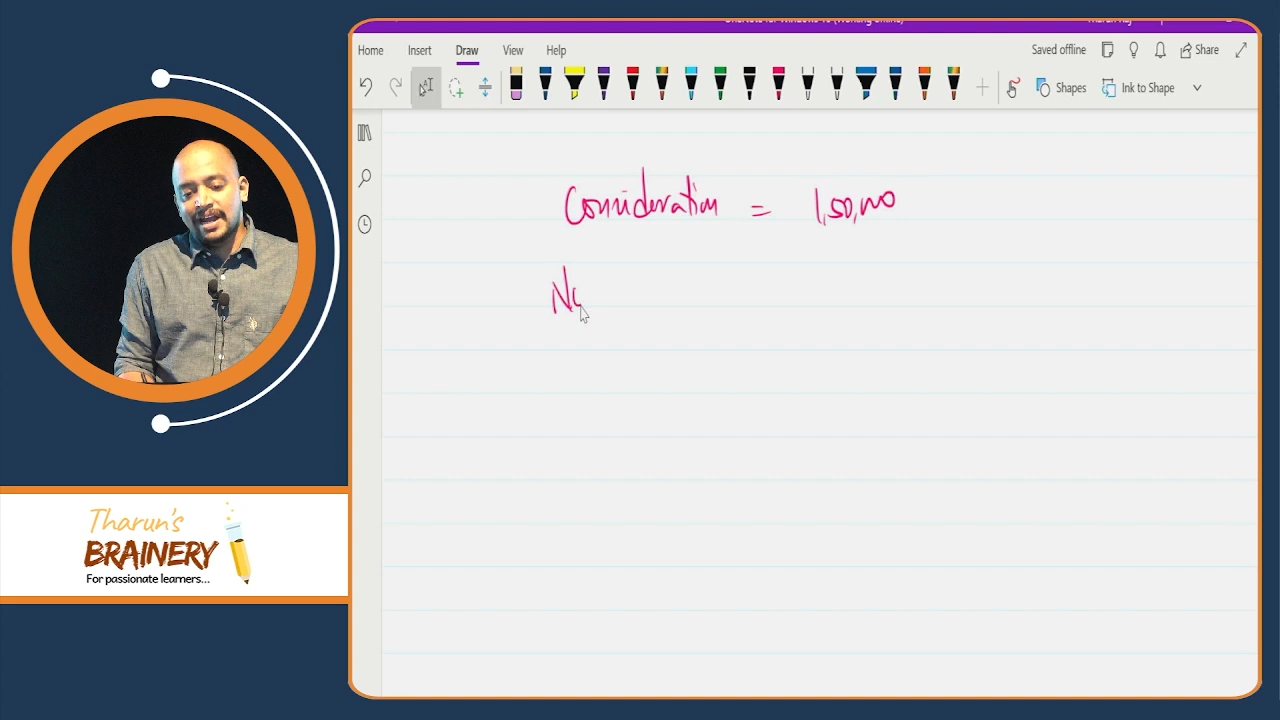 Home Insert Draw View Help Saved offline Share
Shapes Ink to Shape
Consideration = 1,50,000
Tharun's
BRAINERY
For passionate learners...